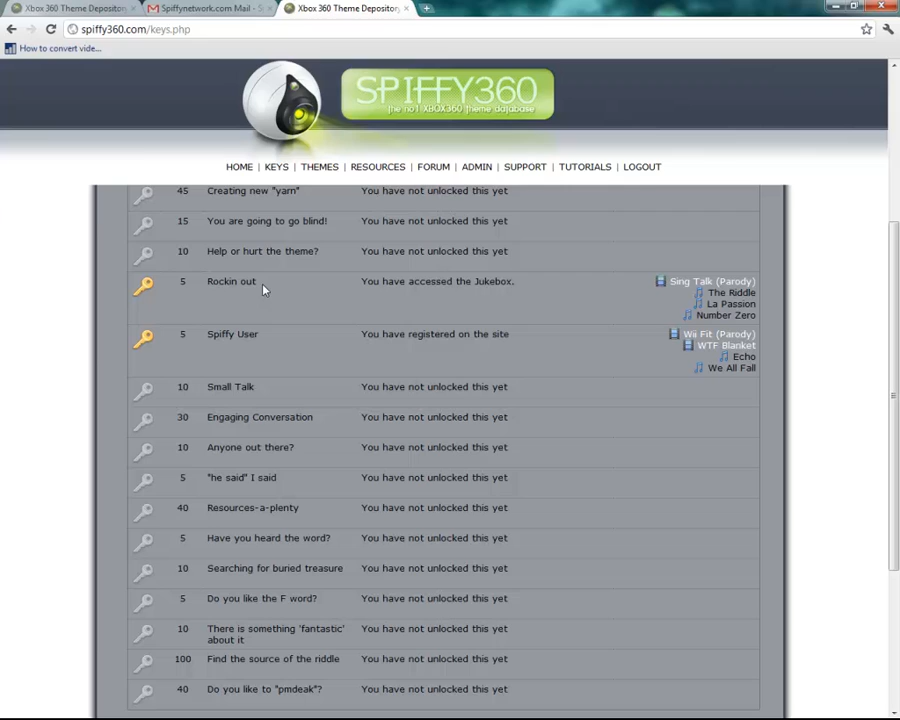 Xbox 360 Theme Depository
Spiffynetwork.com Mail - S
Xbox 360 Theme Depository
spiffy360.com/keys.php
How to convert vide...
SPIFFY360
the no1 XBOX360 theme database
HOME | KEYS | THEMES | RESOURCES | FORUM | ADMIN | SUPPORT | TUTORIALS | LOGOUT
45 Creating new "yarn" You have not unlocked this yet
15 You are going to go blind! You have not unlocked this yet
10 Help or hurt the theme? You have not unlocked this yet
5 Rockin out You have accessed the Jukebox. Sing Talk (Parody)
The Riddle
La Passion
Number Zero
5 Spiffy User You have registered on the site Wii Fit (Parody)
WTF Blanket
Echo
We All Fall
10 Small Talk You have not unlocked this yet
30 Engaging Conversation You have not unlocked this yet
10 Anyone out there? You have not unlocked this yet
5 "he said" I said You have not unlocked this yet
40 Resources-a-plenty You have not unlocked this yet
5 Have you heard the word? You have not unlocked this yet
10 Searching for buried treasure You have not unlocked this yet
5 Do you like the F word? You have not unlocked this yet
10 There is something 'fantastic' You have not unlocked this yet
about it
100 Find the source of the riddle You have not unlocked this yet
40 Do you like to "pmdeak"? You have not unlocked this yet